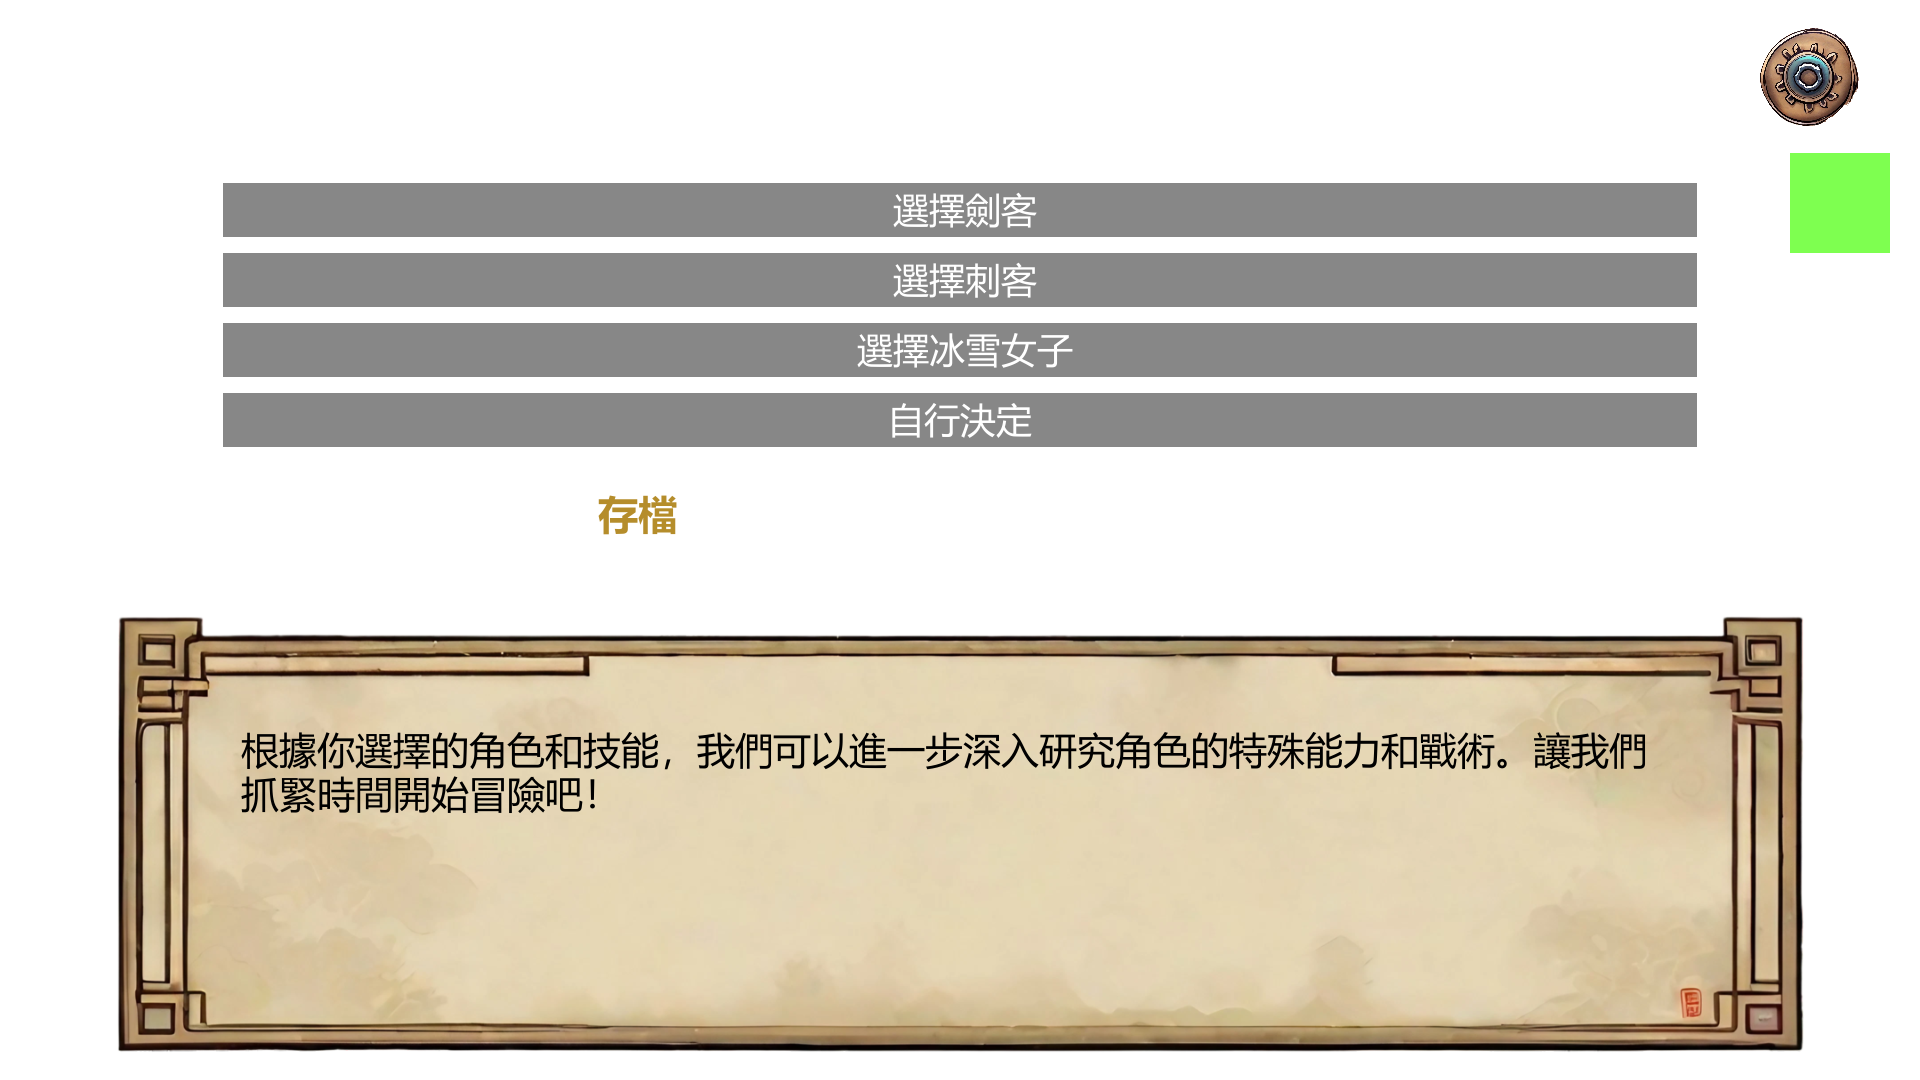 選擇劍客
選擇刺客
選擇冰雪女子
自行決定
存檔
根據你選擇的角色和技能，我們可以進一步深入研究角色的特殊能力和戰術。讓我們
抓緊時間開始冒險吧！